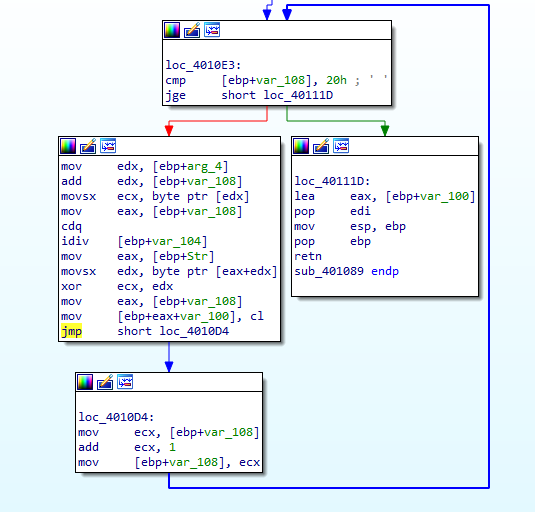 loc_4010E3:
cmp [ebp+var_108], 20h ; ' '
jge short loc_40111D
mov edx, [ebp+arg_4]
add edx, [ebp+var_108]
movsx ecx, byte ptr [edx]
mov eax, [ebp+var_108]
cdq
idiv [ebp+var_104]
mov eax, [ebp+Str]
movsx edx, byte ptr [eax+edx]
xor ecx, edx
mov eax, [ebp+var_108]
mov [ebp+eax+var_100], cl
jmp short loc_4010D4
loc_40111D:
lea eax, [ebp+var_100]
pop edi
mov esp, ebp
pop ebp
retn
sub_401089 endp
loc_4010D4:
mov ecx, [ebp+var_108]
add ecx, 1
mov [ebp+var_108], ecx